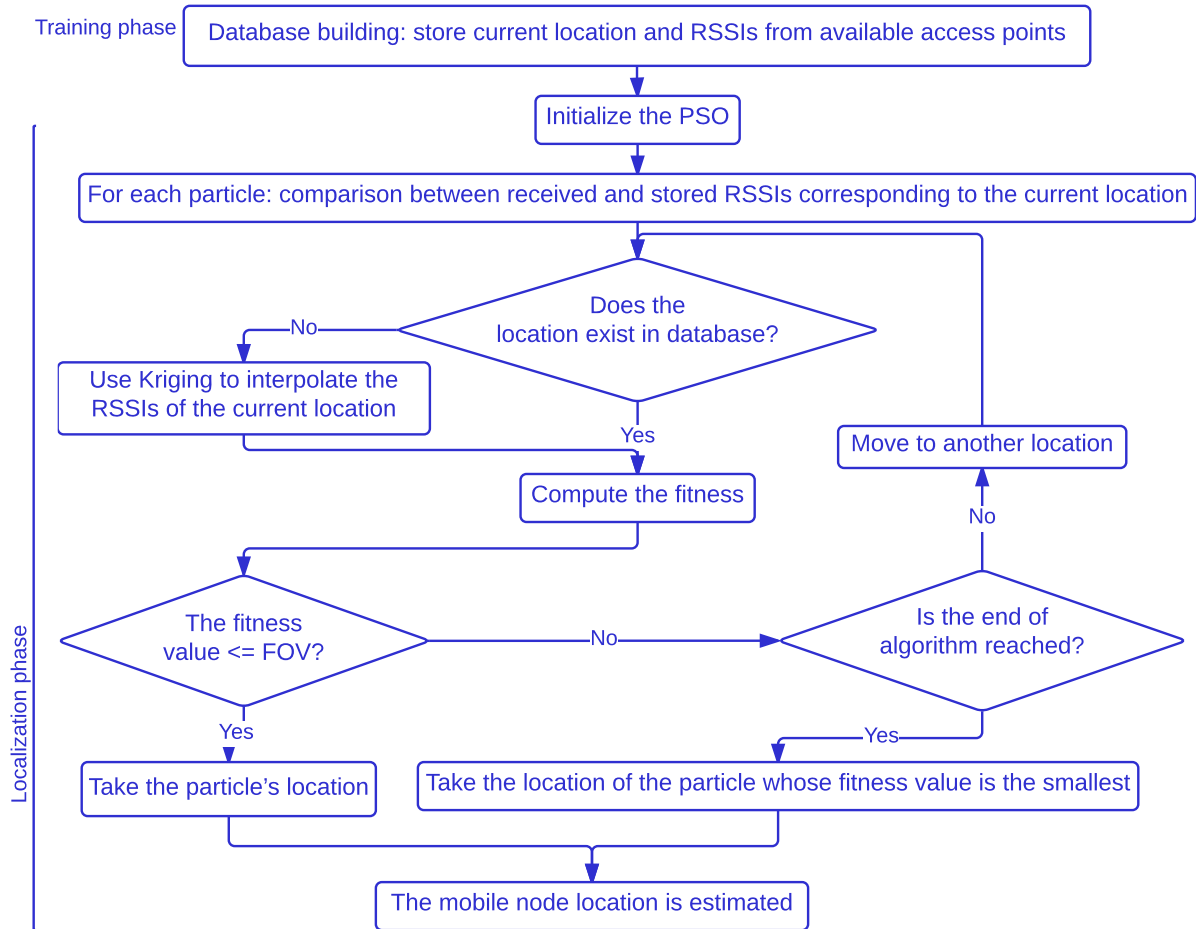 Training phase
Database building: store current location and RSSIs from available access points
Initialize the PSO
For each particle: comparison between received and stored RSSIs corresponding to the current location
Does the
location exist in database?
No
Use Kriging to interpolate the
RSSIs of the current location
Yes
Move to another location
Compute the fitness
No
The fitness
value <= FOV?
No
Is the end of
algorithm reached?
Localization phase
Yes
Yes
Take the particle’s location
Take the location of the particle whose fitness value is the smallest
The mobile node location is estimated